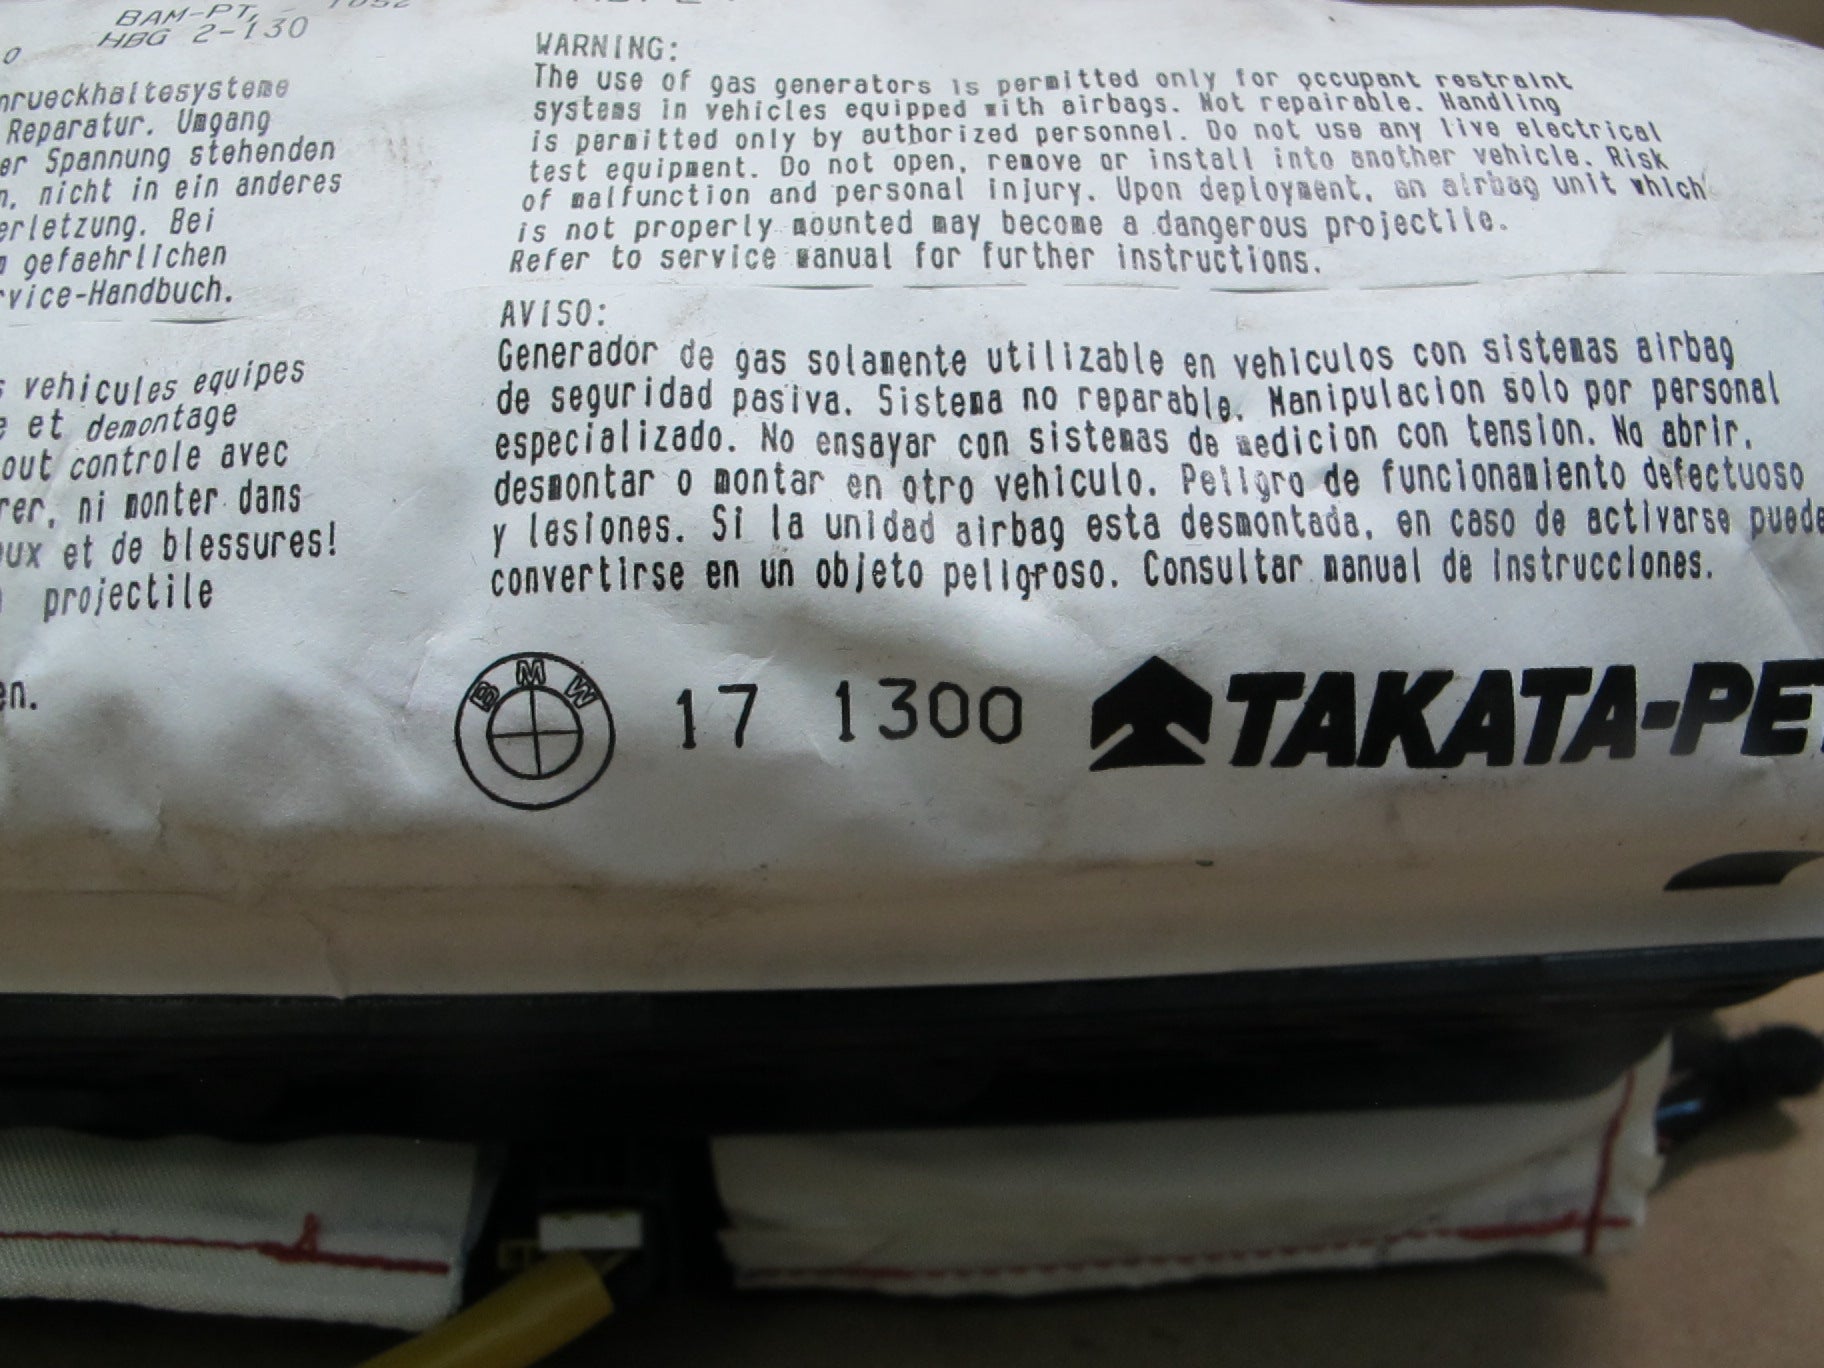 BAM-PT,
HBG 2-130
WARNING:
The use of gas generators is permitted only for occupant restraint
systems in vehicles equipped with airbags. Not repairable. Handling
is permitted only by authorized personnel. Do not use any live electrical
test equipment. Do not open, remove or install into another vehicle. Risk
of malfunction and personal injury. Upon deployment, an airbag unit which
is not properly mounted may become a dangerous projectile.
Refer to service manual for further instructions.
nrueckhaltesysteme
Reparatur. Umgang
er Spannung stehenden
n, nicht in ein anderes
erletzung. Bei
gefaehrlichen
rvice-Handbuch.
AVISO:
Generador de gas solamente utilizable en vehiculos con sistemas airbag
de seguridad pasiva. Sistema no reparable. Manipulacion solo por personal
especializado. No ensayar con sistemas de medicion con tension. No abrir,
desmontar o montar en otro vehiculo. Peligro de funcionamiento defectuoso
y lesiones. Si la unidad airbag esta desmontada, en caso de activarse puede
convertirse en un objeto peligroso. Consultar manual de instrucciones.
s vehicules equipes
e et demontage
out controle avec
rer, ni monter dans
oux et de blessures!
projectile
en.
BMW 17 1300 TAKATA-PET